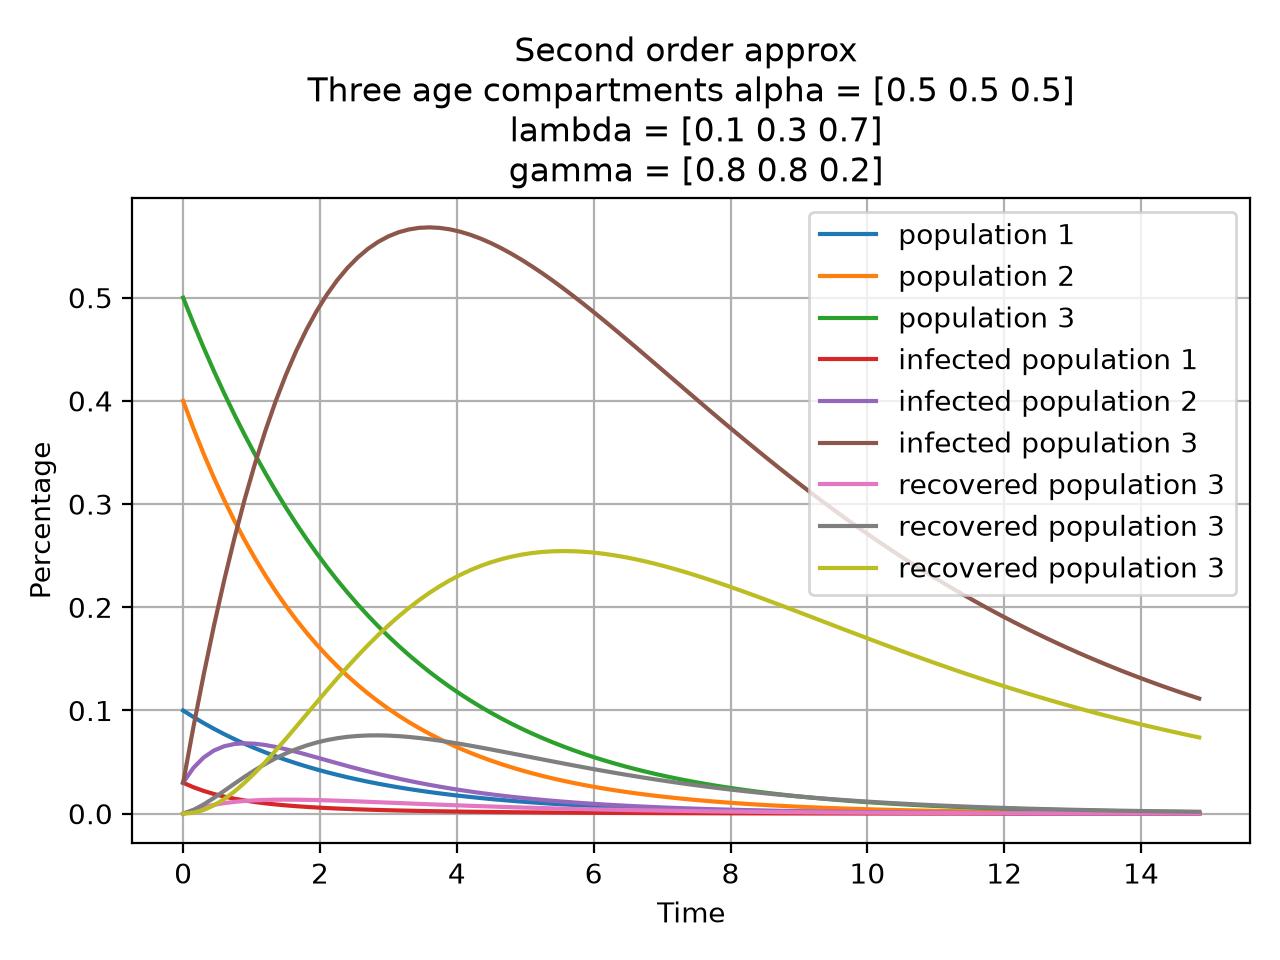 Second order approx
Three age compartments alpha = [0.5 0.5 0.5]
lambda = [0.1 0.3 0.7]
gamma = [0.8 0.8 0.2]
population 1
population 2
population 3
infected population 1
infected population 2
infected population 3
recovered population 3
recovered population 3
recovered population 3
Percentage
0.5
0.4
0.3
0.2
0.1
0.0
0 2 4 6 8 10 12 14
Time